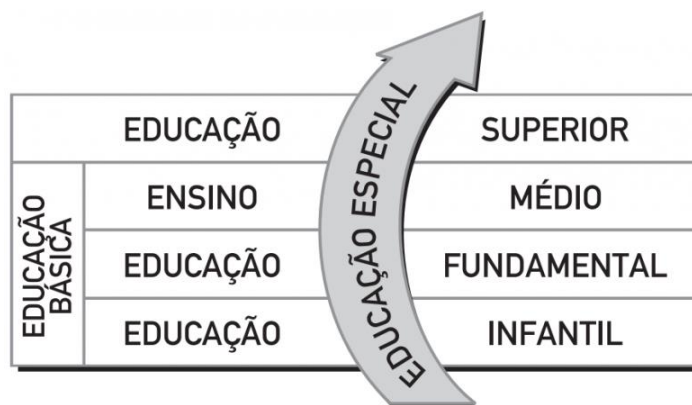 EDUCAÇÃO SUPERIOR
EDUCAÇÃO BÁSICA
ENSINO MÉDIO
EDUCAÇÃO FUNDAMENTAL
EDUCAÇÃO INFANTIL
EDUCAÇÃO ESPECIAL